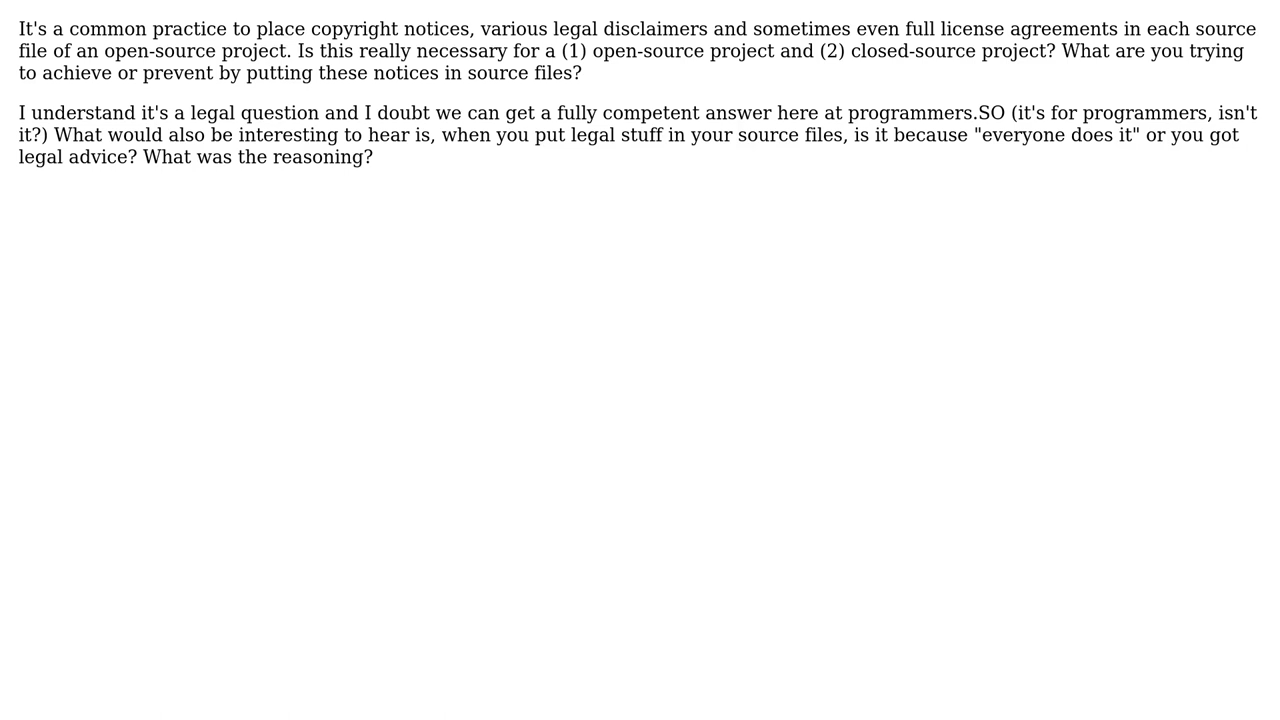 It's a common practice to place copyright notices, various legal disclaimers and sometimes even full license agreements in each source
file of an open-source project. Is this really necessary for a (1) open-source project and (2) closed-source project? What are you trying
to achieve or prevent by putting these notices in source files?
I understand it's a legal question and I doubt we can get a fully competent answer here at programmers.SO (it's for programmers, isn't
it?) What would also be interesting to hear is, when you put legal stuff in your source files, is it because "everyone does it" or you got
legal advice? What was the reasoning?